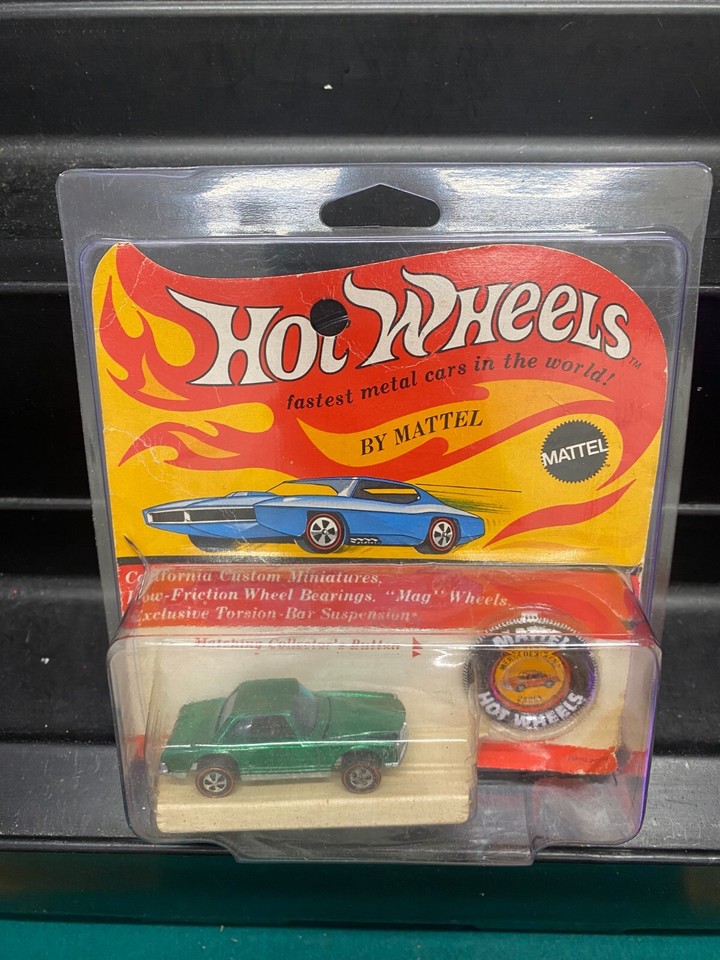 HOT WHEELS™
fastest metal cars in the world!
BY MATTEL
MATTEL
California Custom Miniatures,
Low-Friction Wheel Bearings, "Mag" Wheels
Exclusive Torsion-Bar Suspension
Matching Collector's Button
MATTEL
HOT WHEELS